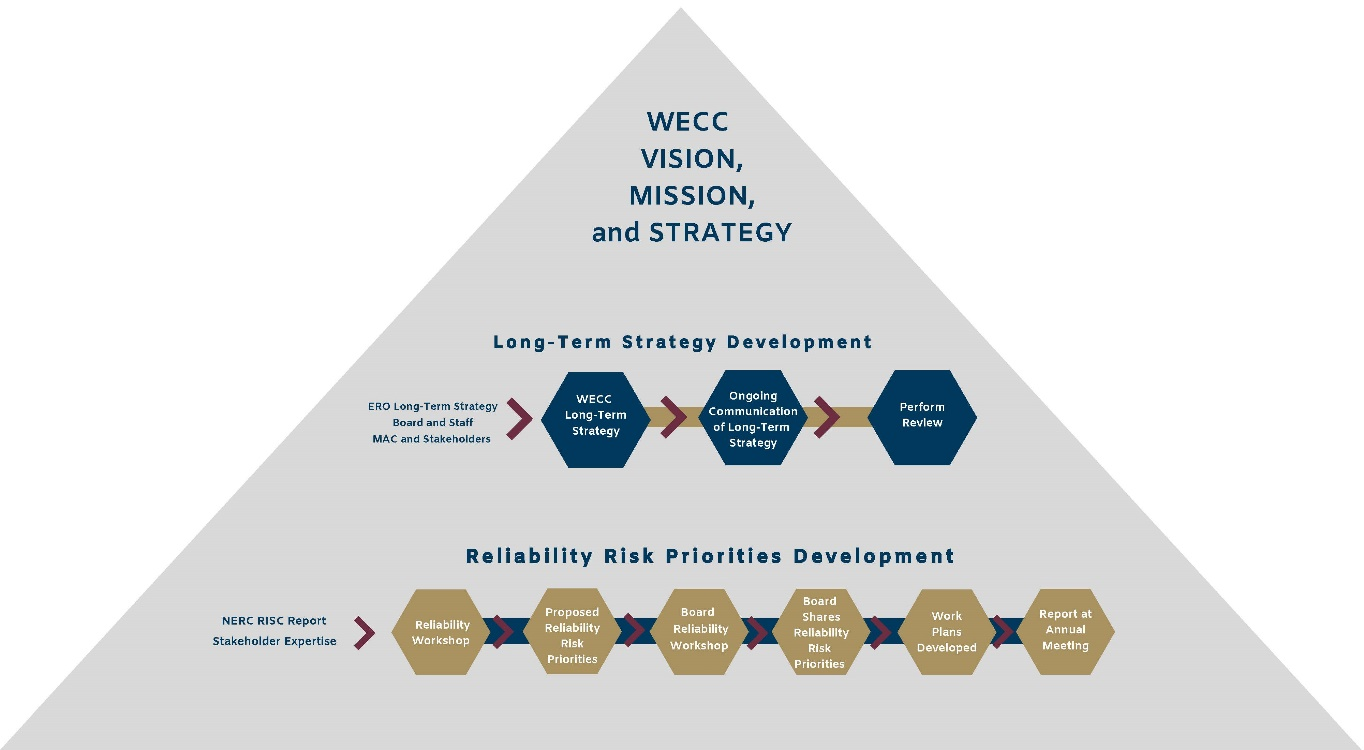 WECC
VISION,
MISSION,
and STRATEGY
Long-Term Strategy Development
ERO Long-Term Strategy
Board and Staff
MAC and Stakeholders
WECC
Long-Term
Strategy
Ongoing
Communication
of Long-Term
Strategy
Perform
Review
Reliability Risk Priorities Development
NERC RISC Report
Stakeholder Expertise
Reliability
Workshop
Proposed
Reliability
Risk
Priorities
Board
Reliability
Workshop
Board
Shares
Reliability
Risk
Priorities
Work
Plans
Developed
Report at
Annual
Meeting